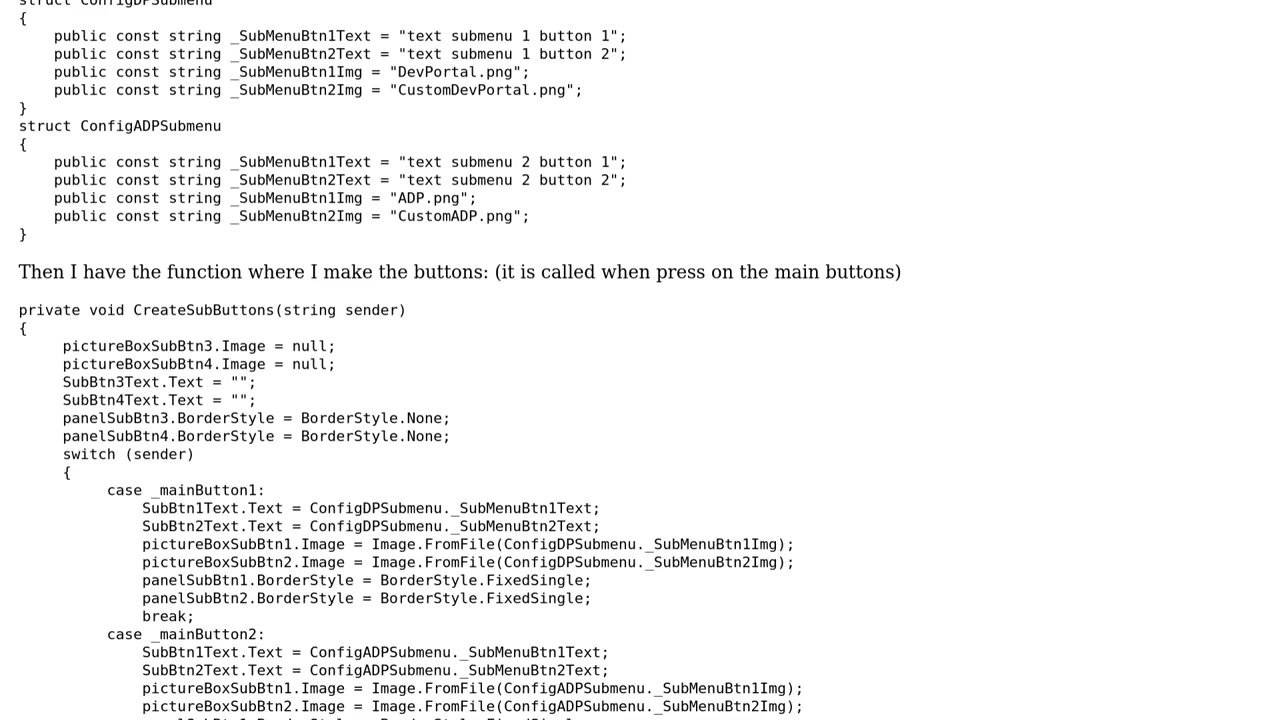 struct ConfigDPSubmenu
{
    public const string _SubMenuBtn1Text = "text submenu 1 button 1";
    public const string _SubMenuBtn2Text = "text submenu 1 button 2";
    public const string _SubMenuBtn1Img = "DevPortal.png";
    public const string _SubMenuBtn2Img = "CustomDevPortal.png";
}
struct ConfigADPSubmenu
{
    public const string _SubMenuBtn1Text = "text submenu 2 button 1";
    public const string _SubMenuBtn2Text = "text submenu 2 button 2";
    public const string _SubMenuBtn1Img = "ADP.png";
    public const string _SubMenuBtn2Img = "CustomADP.png";
}
Then I have the function where I make the buttons: (it is called when press on the main buttons)
private void CreateSubButtons(string sender)
{
     pictureBoxSubBtn3.Image = null;
     pictureBoxSubBtn4.Image = null;
     SubBtn3Text.Text = "";
     SubBtn4Text.Text = "";
     panelSubBtn3.BorderStyle = BorderStyle.None;
     panelSubBtn4.BorderStyle = BorderStyle.None;
     switch (sender)
     {
          case _mainButton1:
              SubBtn1Text.Text = ConfigDPSubmenu._SubMenuBtn1Text;
              SubBtn2Text.Text = ConfigDPSubmenu._SubMenuBtn2Text;
              pictureBoxSubBtn1.Image = Image.FromFile(ConfigDPSubmenu._SubMenuBtn1Img);
              pictureBoxSubBtn2.Image = Image.FromFile(ConfigDPSubmenu._SubMenuBtn2Img);
              panelSubBtn1.BorderStyle = BorderStyle.FixedSingle;
              panelSubBtn2.BorderStyle = BorderStyle.FixedSingle;
              break;
          case _mainButton2:
              SubBtn1Text.Text = ConfigADPSubmenu._SubMenuBtn1Text;
              SubBtn2Text.Text = ConfigADPSubmenu._SubMenuBtn2Text;
              pictureBoxSubBtn1.Image = Image.FromFile(ConfigADPSubmenu._SubMenuBtn1Img);
              pictureBoxSubBtn2.Image = Image.FromFile(ConfigADPSubmenu._SubMenuBtn2Img);